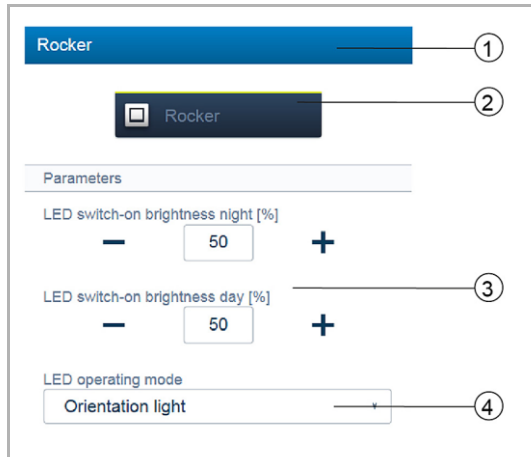 Rocker
1
Rocker
2
Parameters
LED switch-on brightness night [%]
50
3
LED switch-on brightness day [%]
50
LED operating mode
Orientation light
4